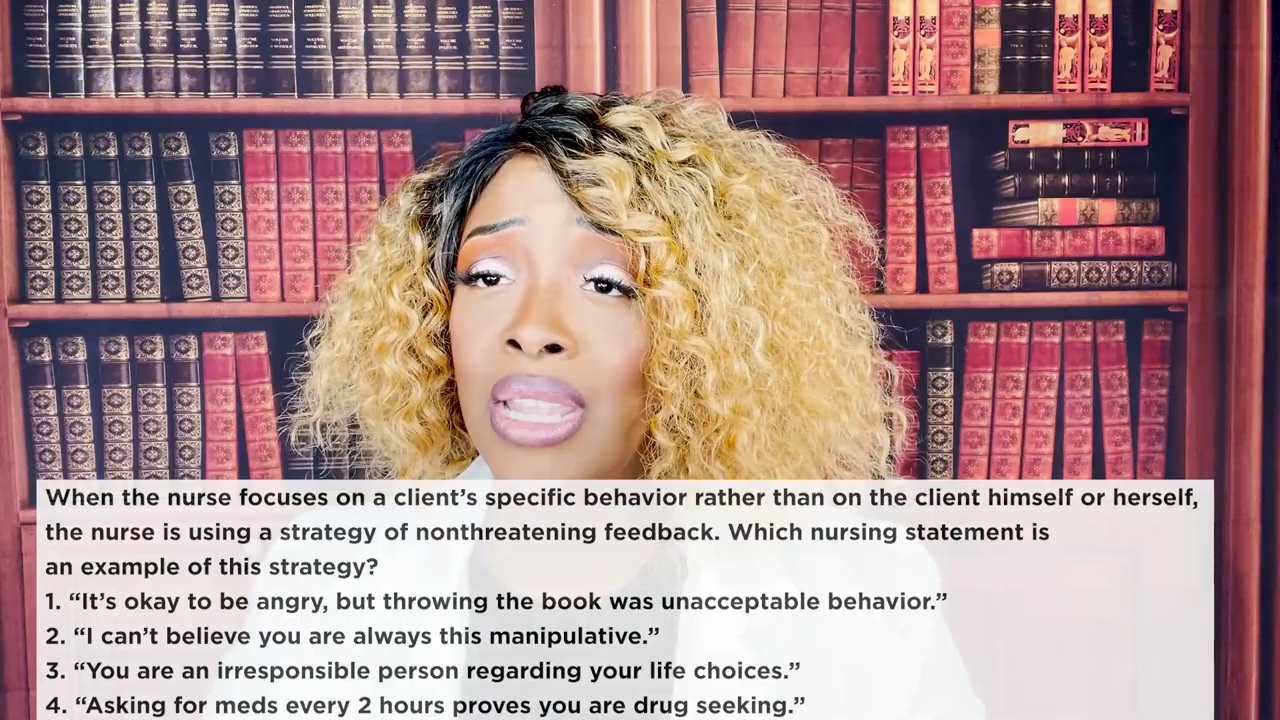 When the nurse focuses on a client’s specific behavior rather than on the client himself or herself,
the nurse is using a strategy of nonthreatening feedback. Which nursing statement is
an example of this strategy?
1. “It’s okay to be angry, but throwing the book was unacceptable behavior.”
2. “I can’t believe you are always this manipulative.”
3. “You are an irresponsible person regarding your life choices.”
4. “Asking for meds every 2 hours proves you are drug seeking.”